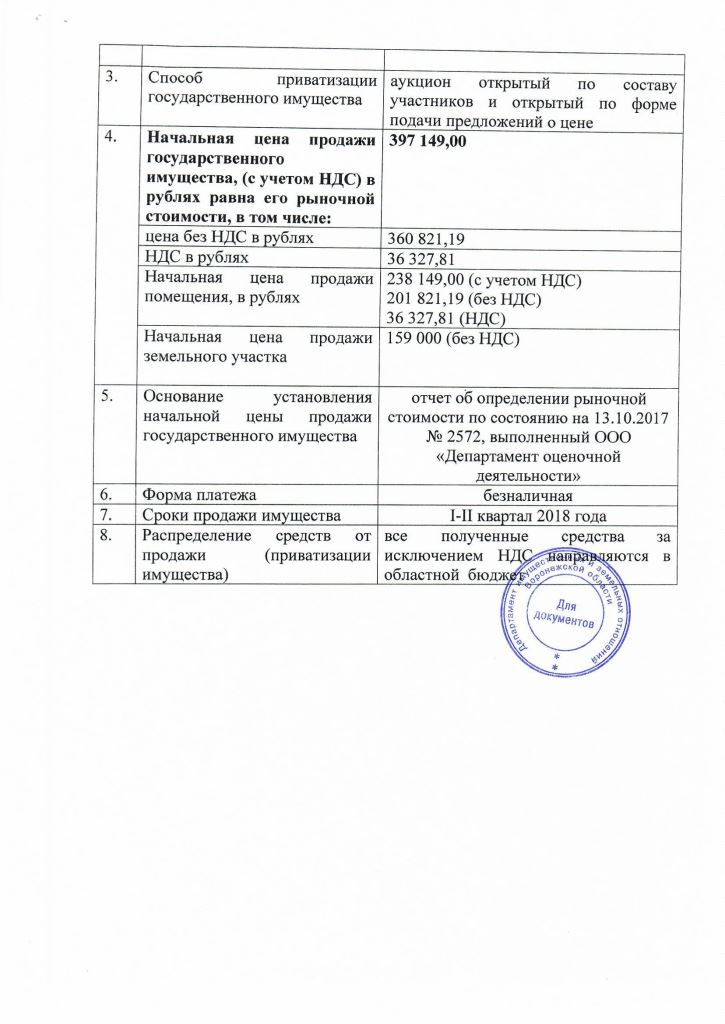 3.
Способ приватизации
государственного имущества
аукцион открытый по составу
участников и открытый по форме
подачи предложений о цене
4.
Начальная цена продажи
государственного
имущества, (с учетом НДС) в
рублях равна его рыночной
стоимости, в том числе:
397 149,00
цена без НДС в рублях
360 821,19
НДС в рублях
36 327,81
Начальная цена продажи
помещения, в рублях
238 149,00 (с учетом НДС)
201 821,19 (без НДС)
36 327,81 (НДС)
Начальная цена продажи
земельного участка
159 000 (без НДС)
5.
Основание установления
начальной цены продажи
государственного имущества
отчет об определении рыночной
стоимости по состоянию на 13.10.2017
№ 2572, выполненный ООО
«Департамент оценочной
деятельности»
6.
Форма платежа
безналичная
7.
Сроки продажи имущества
I-II квартал 2018 года
8.
Распределение средств от
продажи (приватизации
имущества)
все полученные средства за
исключением НДС направляются в
областной бюджет
Департамент имущественных и земельных отношений
Воронежской области
Для
документов